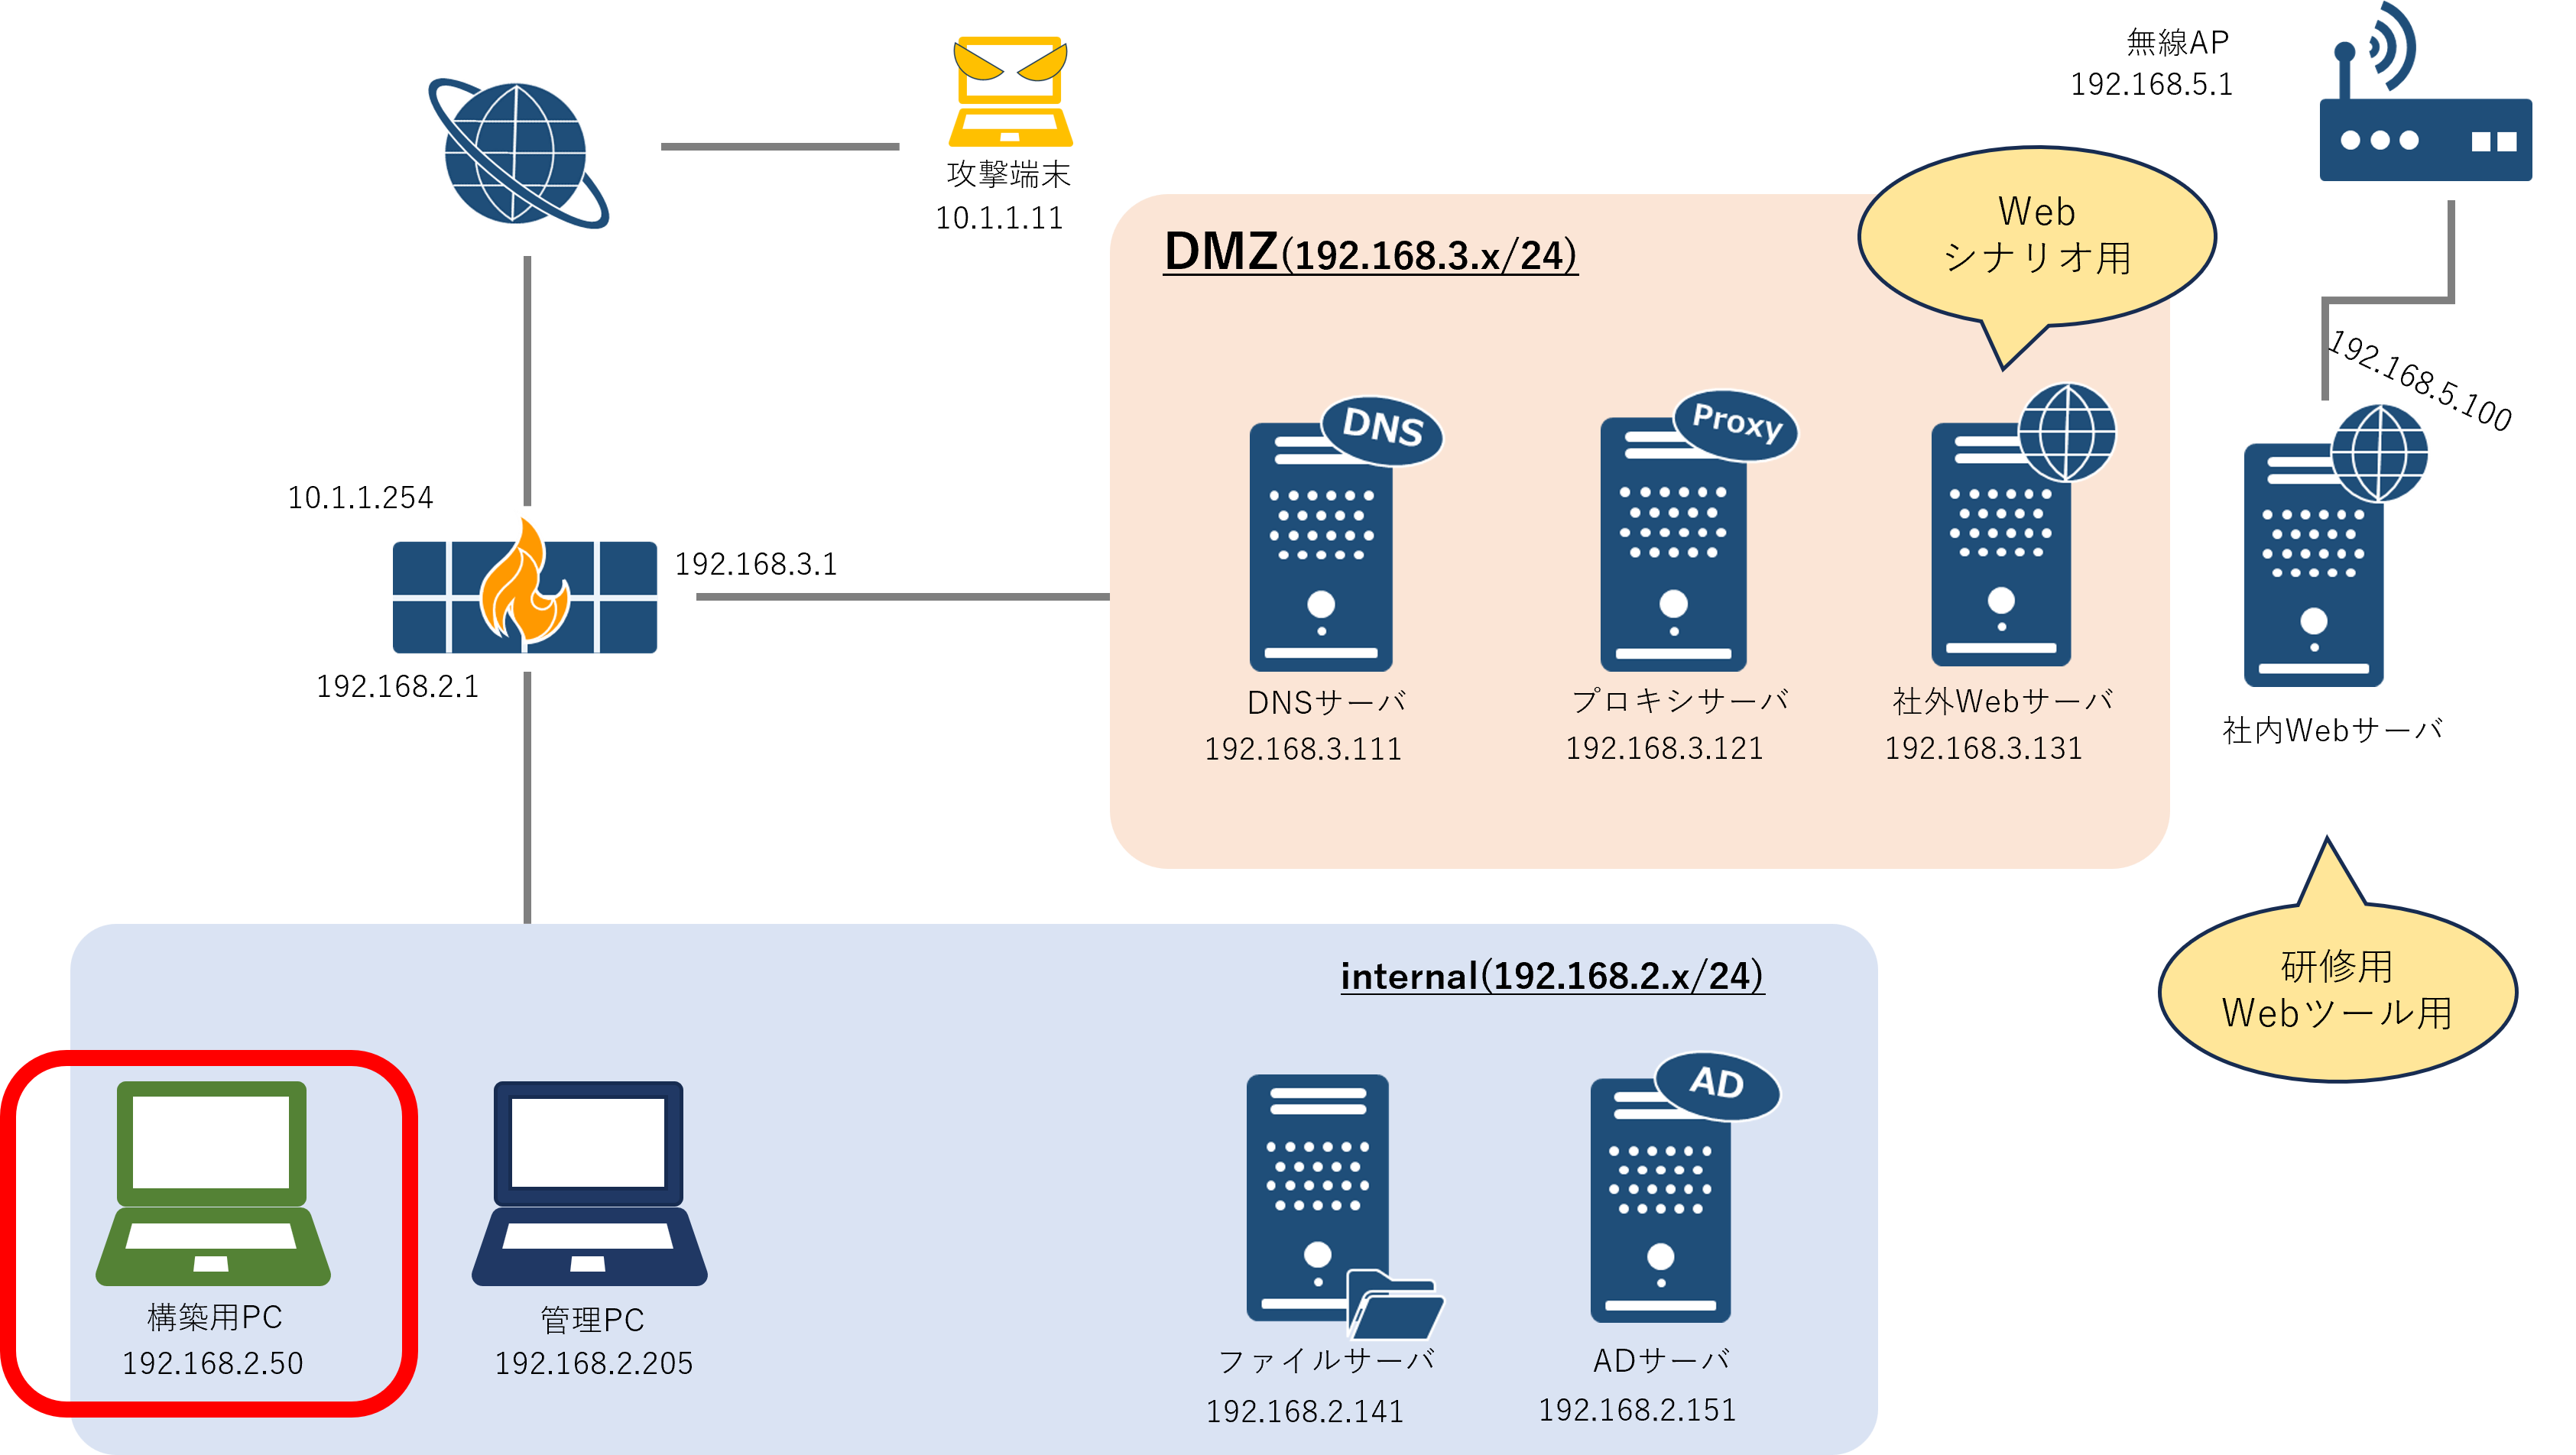 無線AP
192.168.5.1
攻撃端末
10.1.1.11
Web
シナリオ用
DMZ(192.168.3.x/24)
192.168.5.100
DNS
Proxy
10.1.1.254
192.168.3.1
192.168.2.1
DNSサーバ
192.168.3.111
プロキシサーバ
192.168.3.121
社外Webサーバ
192.168.3.131
社内Webサーバ
研修用
Webツール用
internal(192.168.2.x/24)
AD
構築用PC
192.168.2.50
管理PC
192.168.2.205
ファイルサーバ
192.168.2.141
ADサーバ
192.168.2.151